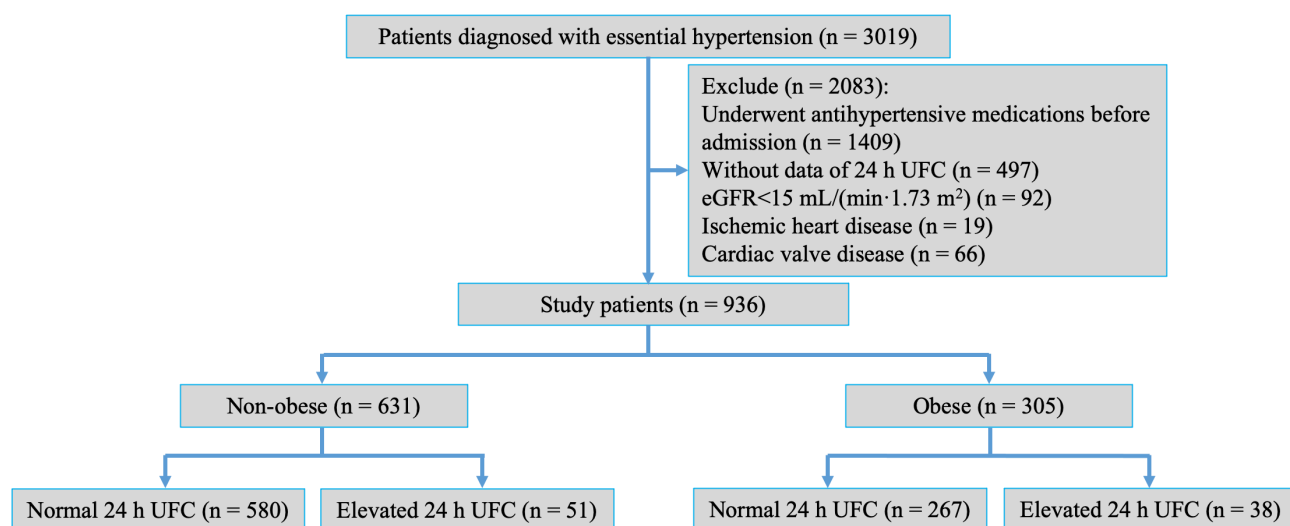 Patients diagnosed with essential hypertension (n = 3019)
Exclude (n = 2083):
Underwent antihypertensive medications before
admission (n = 1409)
Without data of 24 h UFC (n = 497)
eGFR<15 mL/(min·1.73 m²) (n = 92)
Ischemic heart disease (n = 19)
Cardiac valve disease (n = 66)
Study patients (n = 936)
Non-obese (n = 631)
Obese (n = 305)
Normal 24 h UFC (n = 580)
Elevated 24 h UFC (n = 51)
Normal 24 h UFC (n = 267)
Elevated 24 h UFC (n = 38)